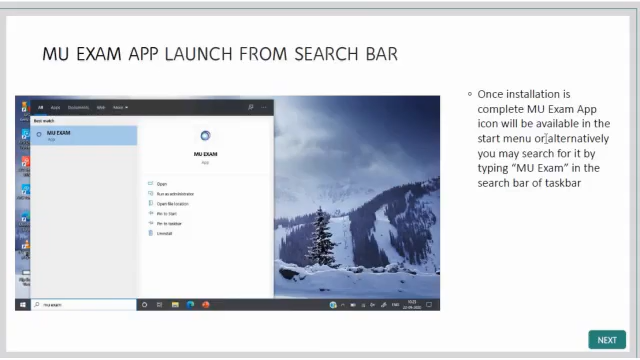 MU EXAM APP LAUNCH FROM SEARCH BAR
All Apps Documents Web More
Best match
MU EXAM
App
MU EXAM
App
Open
Run as administrator
Open file location
Pin to Start
Pin to taskbar
Uninstall
mu exam
ENG
Once installation is
complete MU Exam App
icon will be available in the
start menu or alternatively
you may search for it by
typing “MU Exam” in the
search bar of taskbar
NEXT